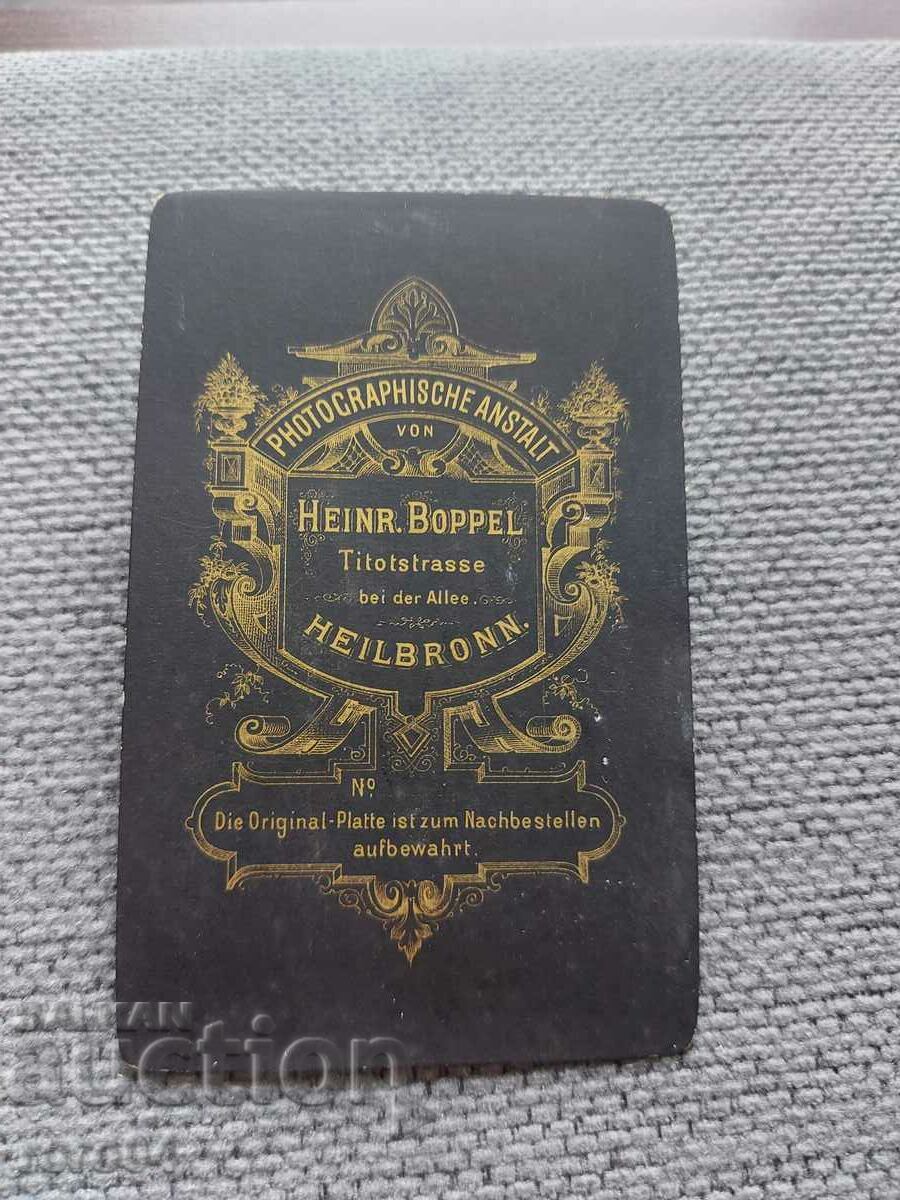 PHOTOGRAPHISCHE ANSTALT
VON
HEINR. BOPPEL
Titotstrasse
bei der Allee.
HEILBRONN.
No.
Die Original-Platte ist zum Nachbestellen
aufbewahrt.
BALKAN
auction